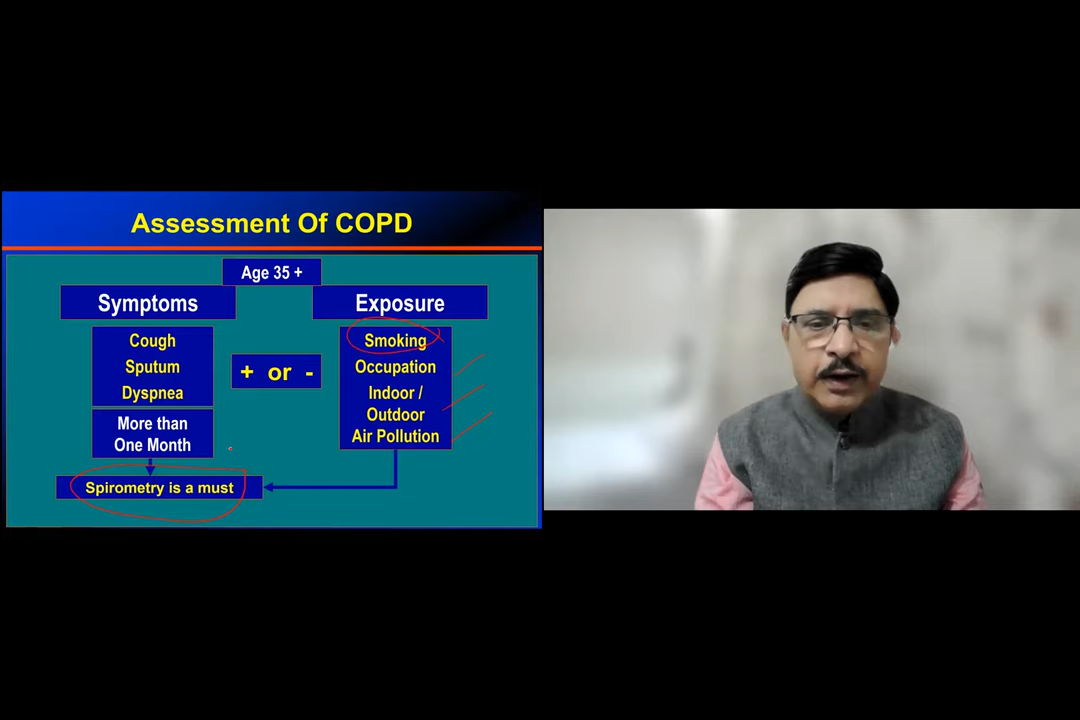 Assessment Of COPD
Age 35 +
Symptoms
Exposure
Cough
Sputum
Dyspnea
More than
One Month
+ or -
Smoking
Occupation
Indoor /
Outdoor
Air Pollution
Spirometry is a must